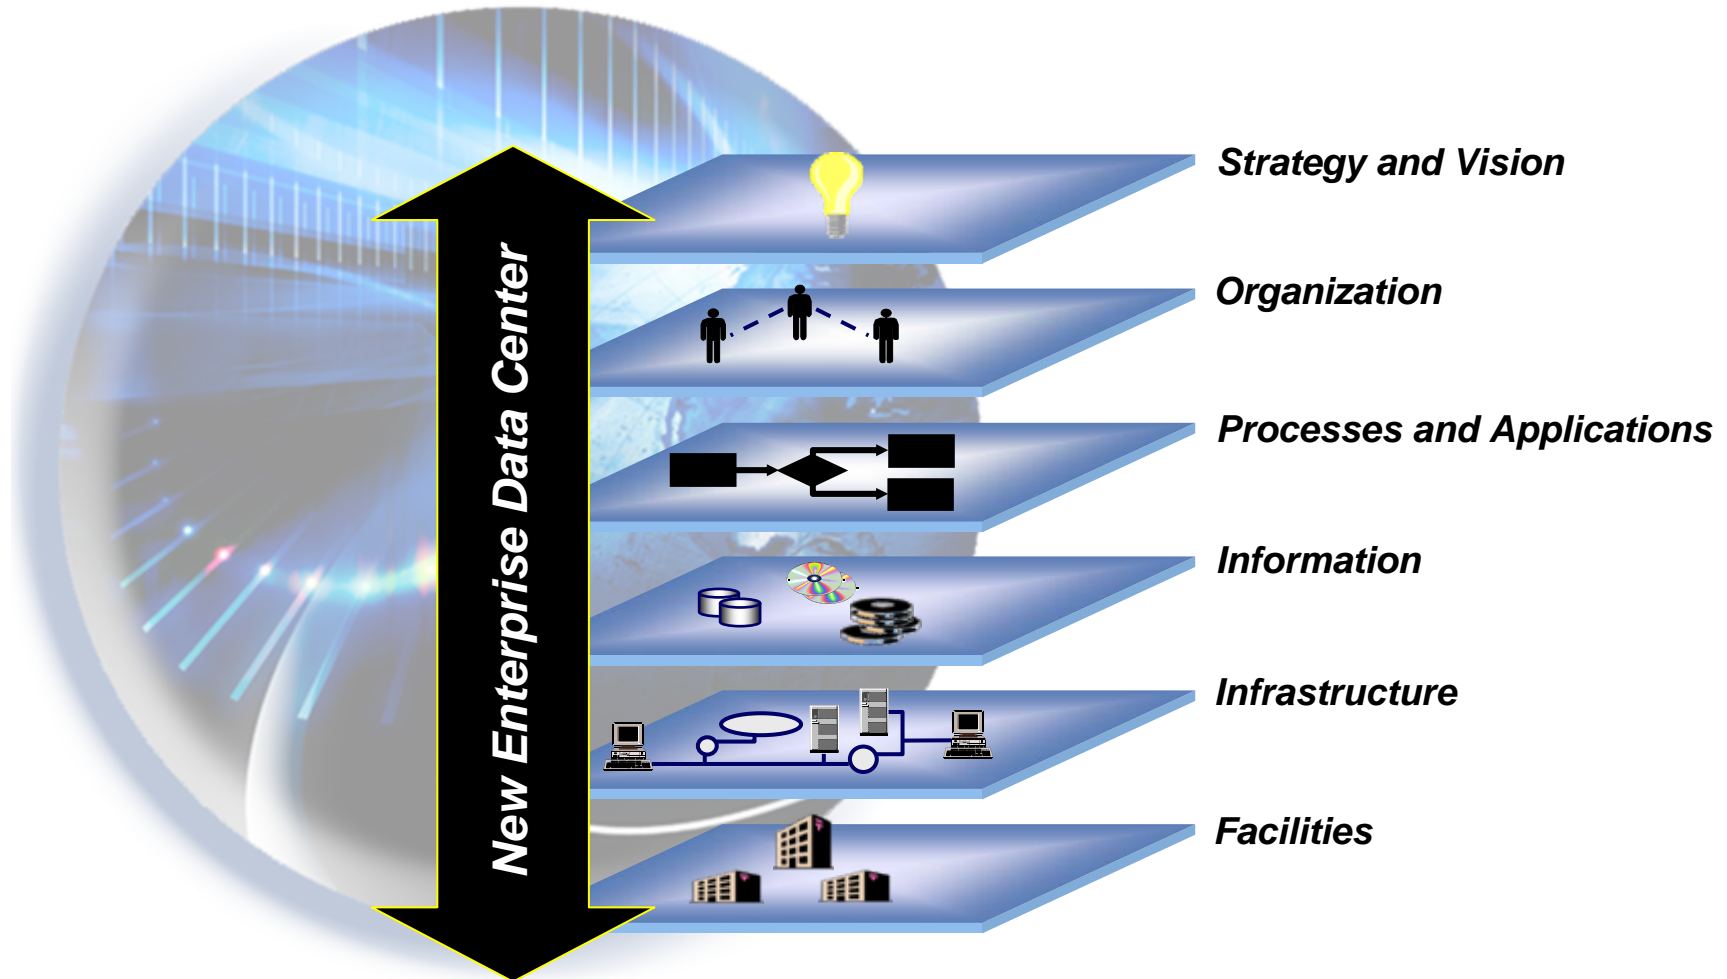 New Enterprise Data Center
Strategy and Vision
Organization
Processes and Applications
Information
Infrastructure
Facilities